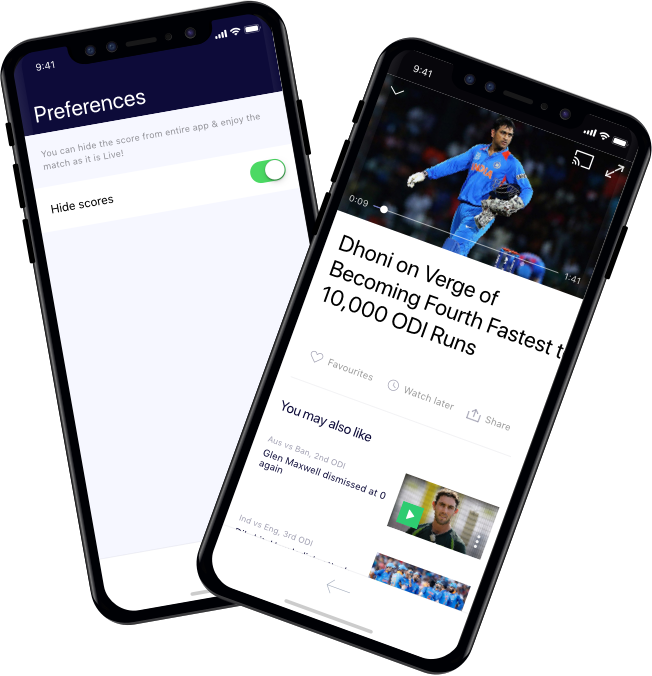 9:41
Preferences
You can hide the score from entire app & enjoy the
match as it is Live!
Hide scores
9:41
INDIA
0:09
1:41
Dhoni on Verge of
Becoming Fourth Fastest t
10,000 ODI Runs
Favourites
Watch later
Share
You may also like
Aus vs Ban, 2nd ODI
Glen Maxwell dismissed at 0
again
Ind vs Eng, 3rd ODI